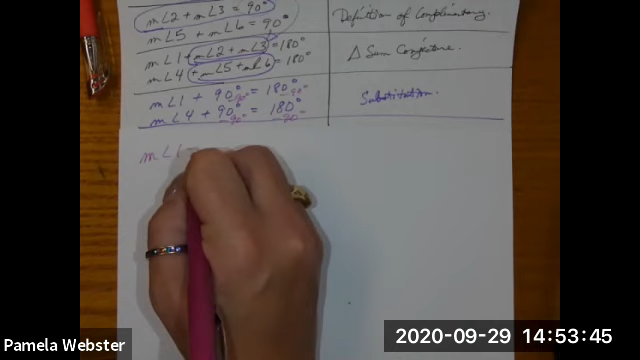 m∠2 + m∠3 = 90° Definition of Complementary.
m∠5 + m∠6 = 90°
m∠1 + m∠2 + m∠3 = 180° △ Sum Conjecture.
m∠4 + m∠5 + m∠6 = 180°
m∠1 + 90° = 180° Substitution.
-90° -90°
m∠4 + 90° = 180°
-90° -90°
m∠1 =
Pamela Webster
2020-09-29 14:53:45